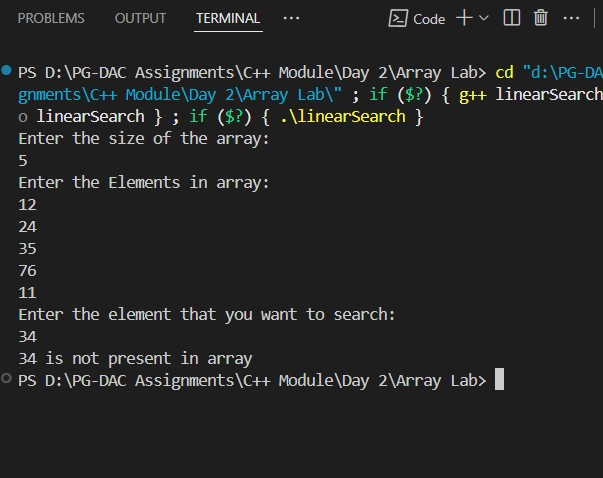 PROBLEMS OUTPUT TERMINAL ... Code
PS D:\PG-DAC Assignments\C++ Module\Day 2\Array Lab> cd "d:\PG-DA
gnments\C++ Module\Day 2\Array Lab\" ; if ($?) { g++ linearSearch
o linearSearch } ; if ($?) { .\linearSearch }
Enter the size of the array:
5
Enter the Elements in array:
12
24
35
76
11
Enter the element that you want to search:
34
34 is not present in array
PS D:\PG-DAC Assignments\C++ Module\Day 2\Array Lab>